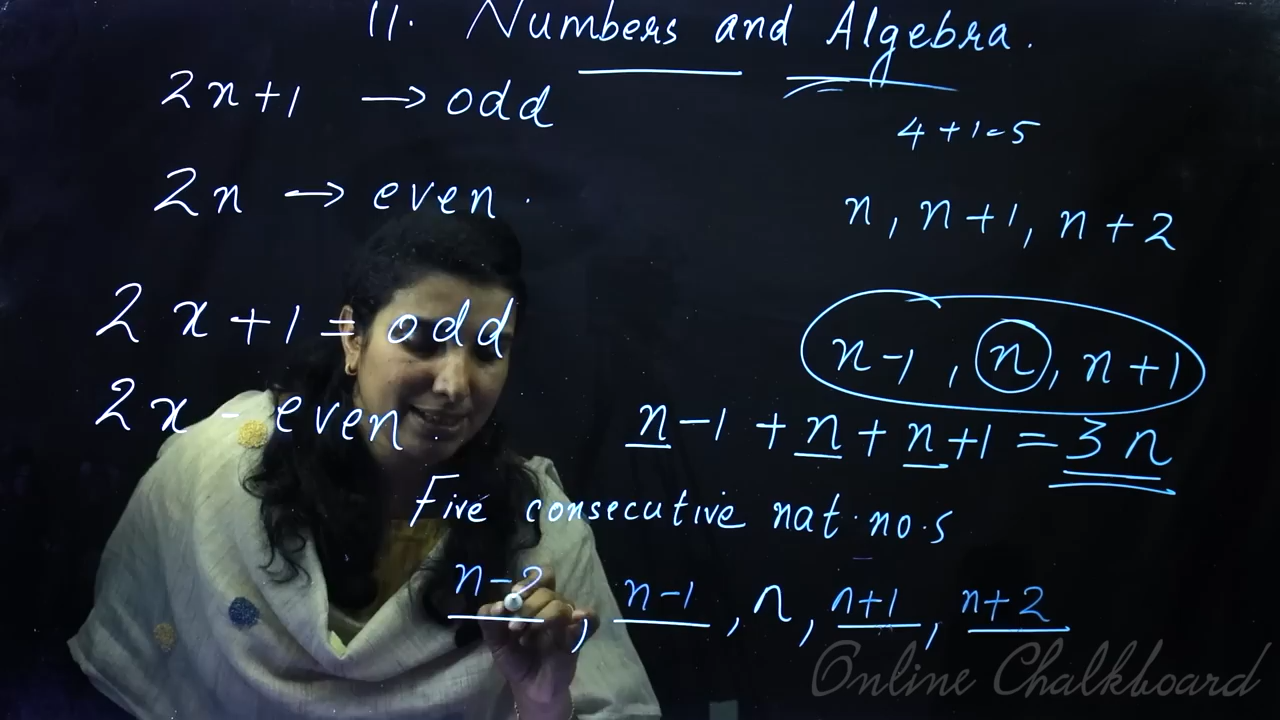 11. Numbers and Algebra.
2n+1 → odd
4+1=5
2n → even.
n, n+1, n+2
2x+1 = odd
n-1, n, n+1
2x - even.
n-1 + n + n+1 = 3n
Five consecutive nat. no.s
n-2, n-1, n, n+1, n+2
Online Chalkboard